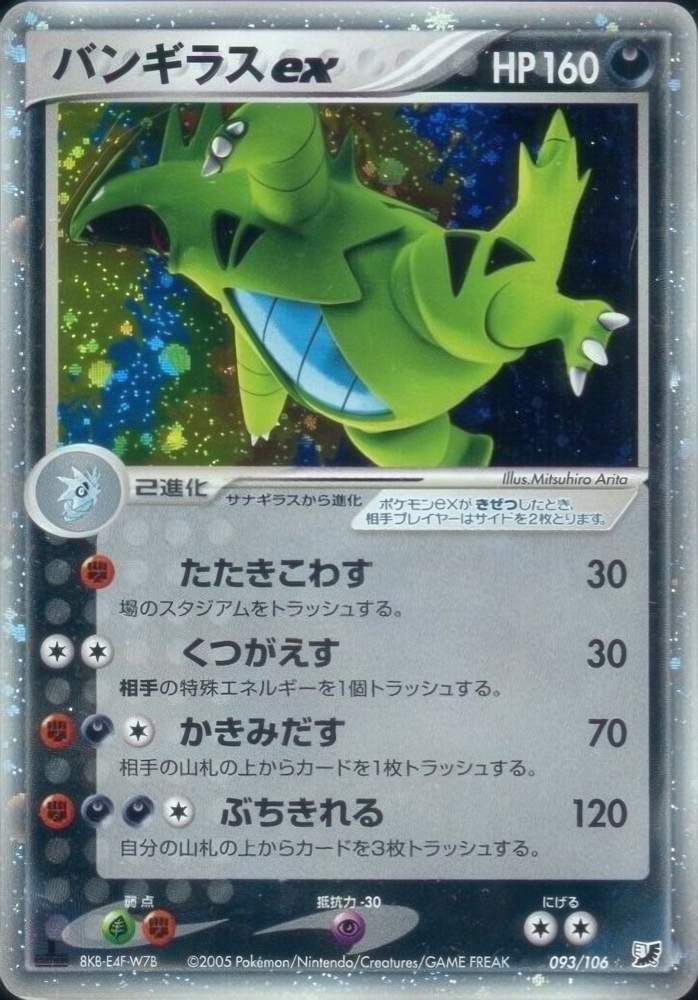 バンギラスex HP160
Illus.Mitsuhiro Arita
2進化 サナギラスから進化
ポケモンexがきぜつしたとき、
相手プレイヤーはサイドを2枚とります。
たたきこわす 30
場のスタジアムをトラッシュする。
くつがえす 30
相手の特殊エネルギーを1個トラッシュする。
かきみだす 70
相手の山札の上からカードを1枚トラッシュする。
ぶちきれる 120
自分の山札の上からカードを3枚トラッシュする。
弱点 抵抗力-30 にげる
8KB-E4F-W7B ©2005 Pokémon/Nintendo/Creatures/GAME FREAK 093/106